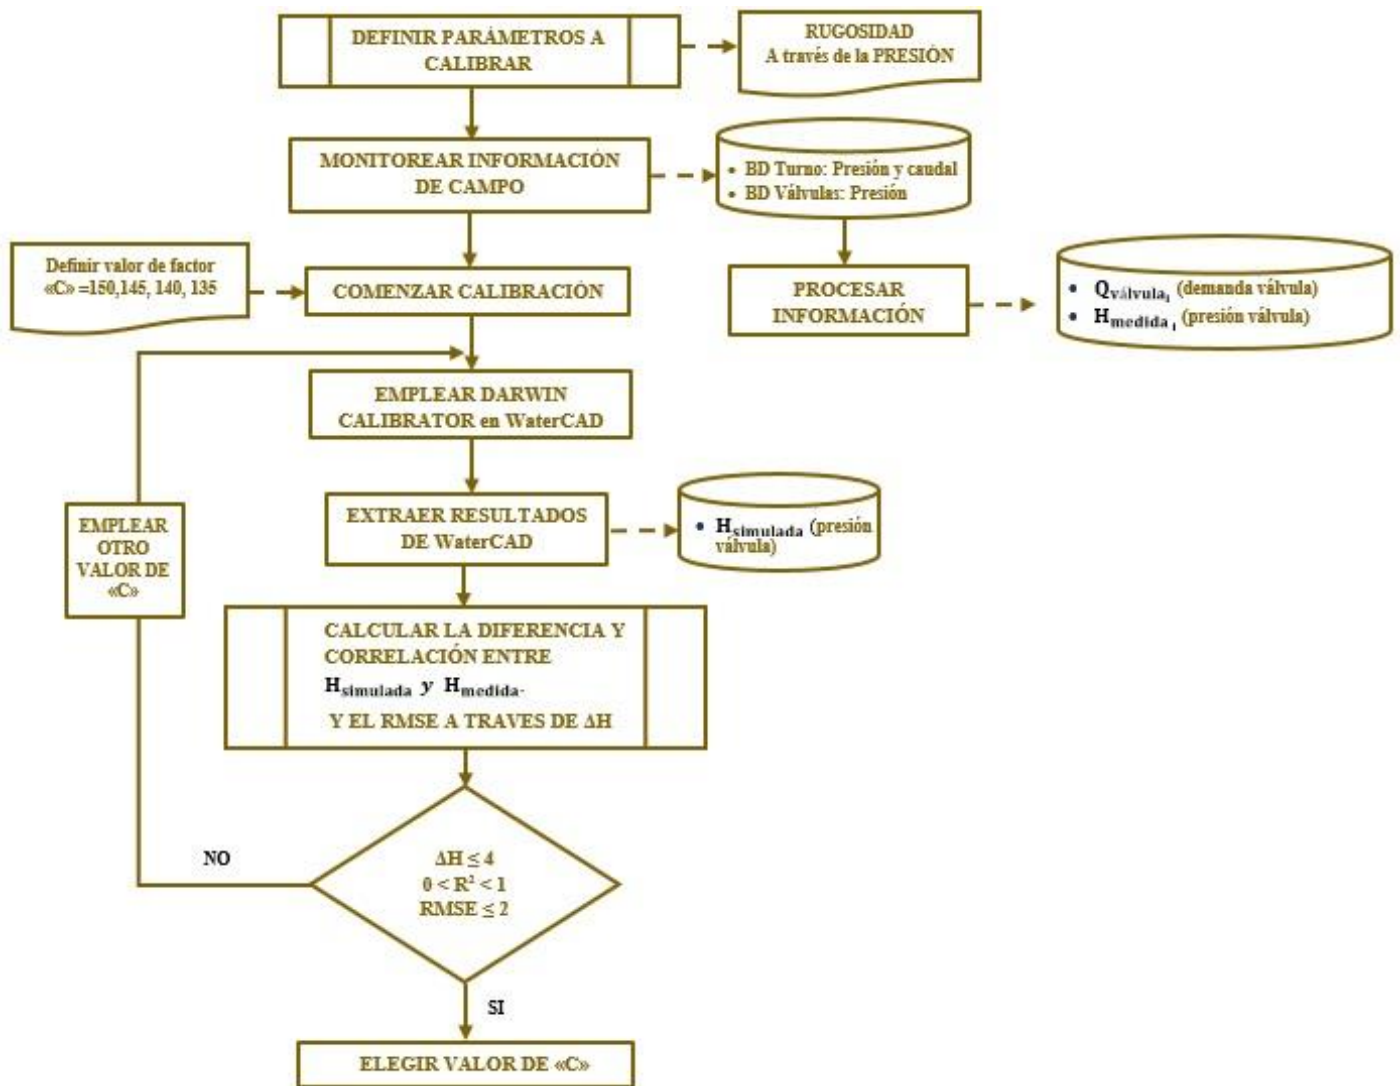 DEFINIR PARÁMETROS A
CALIBRAR
RUGOSIDAD
A través de la PRESIÓN
MONITOREAR INFORMACIÓN
DE CAMPO
• BD Turno: Presión y caudal
• BD Válvulas: Presión
Definir valor de factor
«C» =150,145, 140, 135
COMENZAR CALIBRACIÓN
PROCESAR
INFORMACIÓN
• Qválvulai (demanda válvula)
• Hmedida i (presión válvula)
EMPLEAR DARWIN
CALIBRATOR en WaterCAD
EXTRAER RESULTADOS
DE WaterCAD
• Hsimulada (presión
válvula)
EMPLEAR
OTRO
VALOR DE
«C»
CALCULAR LA DIFERENCIA Y
CORRELACIÓN ENTRE
Hsimulada y Hmedida.
Y EL RMSE A TRAVES DE ΔH
NO
ΔH ≤ 4
0 < R² < 1
RMSE ≤ 2
SI
ELEGIR VALOR DE «C»